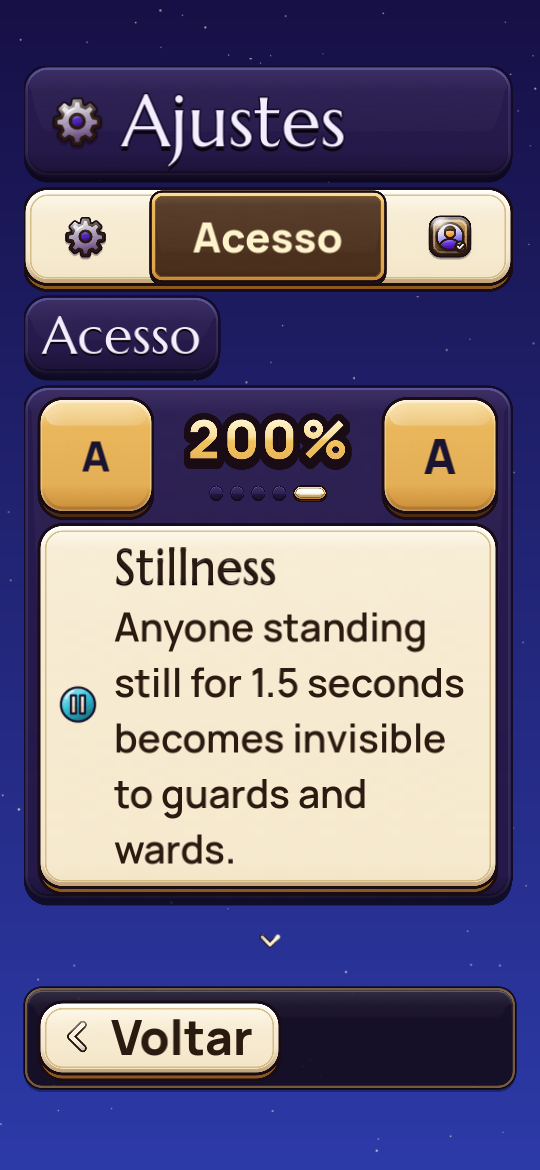 Ajustes
Acesso
Acesso
A
200%
A
Stillness
Anyone standing
still for 1.5 seconds
becomes invisible
to guards and
wards.
Voltar